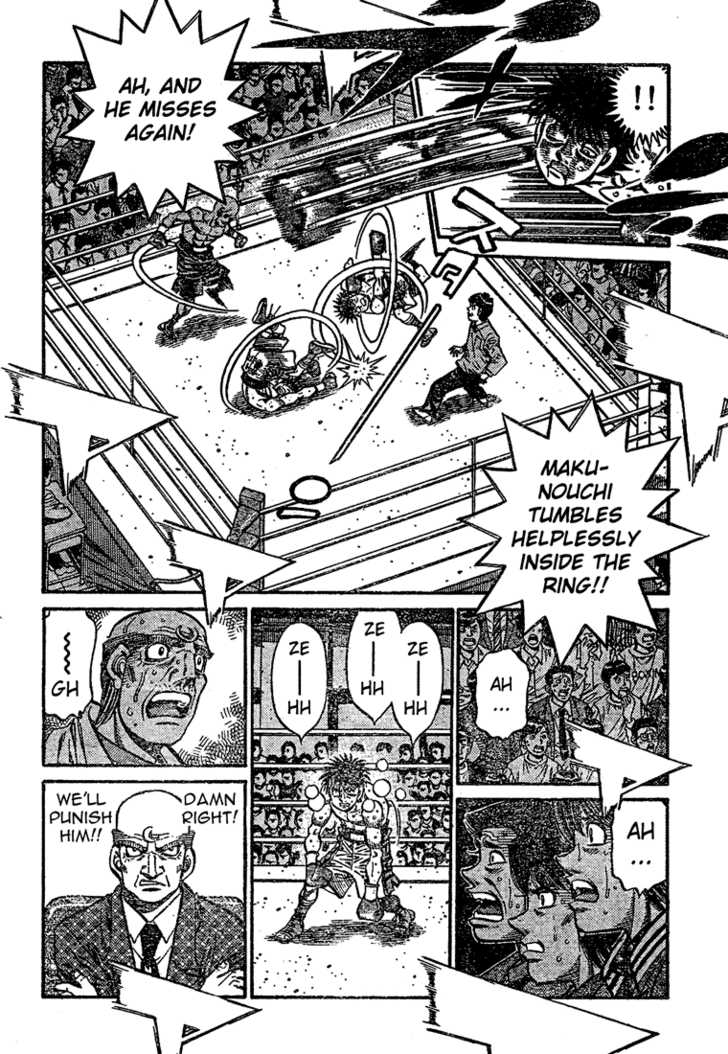 AH, AND
HE MISSES
AGAIN!
!!
MAKU-
NOUCHI
TUMBLES
HELPLESSLY
INSIDE THE
RING!!
GH
ZE
—
HH
ZE
—
HH
ZE
—
HH
AH
...
WE'LL
PUNISH
HIM!!
DAMN
RIGHT!
AH
...